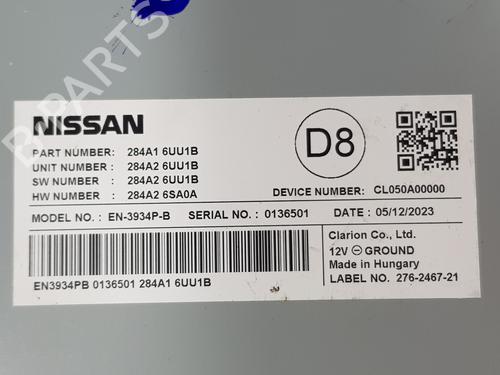 B-PARTS
NISSAN
D8
PART NUMBER: 284A1 6UU1B
UNIT NUMBER: 284A2 6UU1B
SW NUMBER: 284A2 6UU1B
HW NUMBER: 284A2 6SA0A
DEVICE NUMBER: CL050A00000
MODEL NO.: EN-3934P-B SERIAL NO.: 0136501 DATE: 05/12/2023
Clarion Co., Ltd.
12V ⊖ GROUND
Made in Hungary
EN3934PB 0136501 284A1 6UU1B
LABEL NO. 276-2467-21